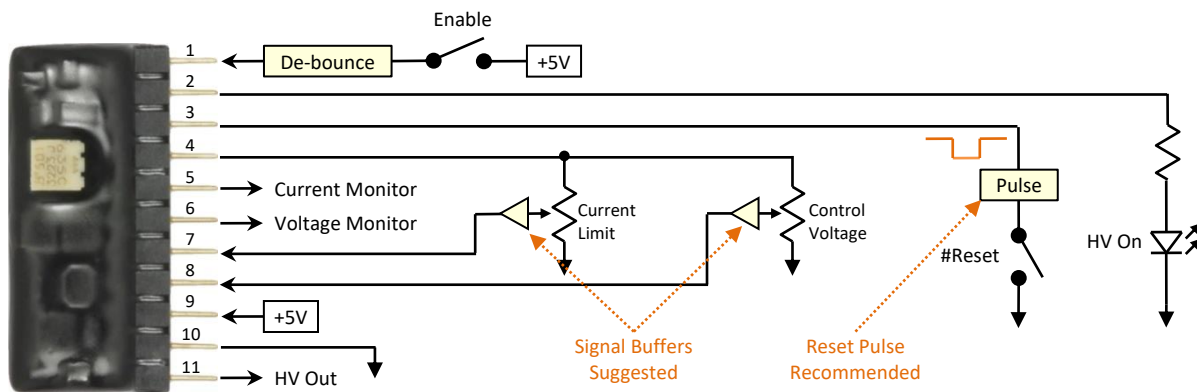 Enable
1
De-bounce
+5V
2
3
4
5
Current Monitor
6
Voltage Monitor
7
8
9
+5V
10
11
HV Out
Current
Limit
Control
Voltage
Pulse
#Reset
HV On
Signal Buffers
Suggested
Reset Pulse
Recommended